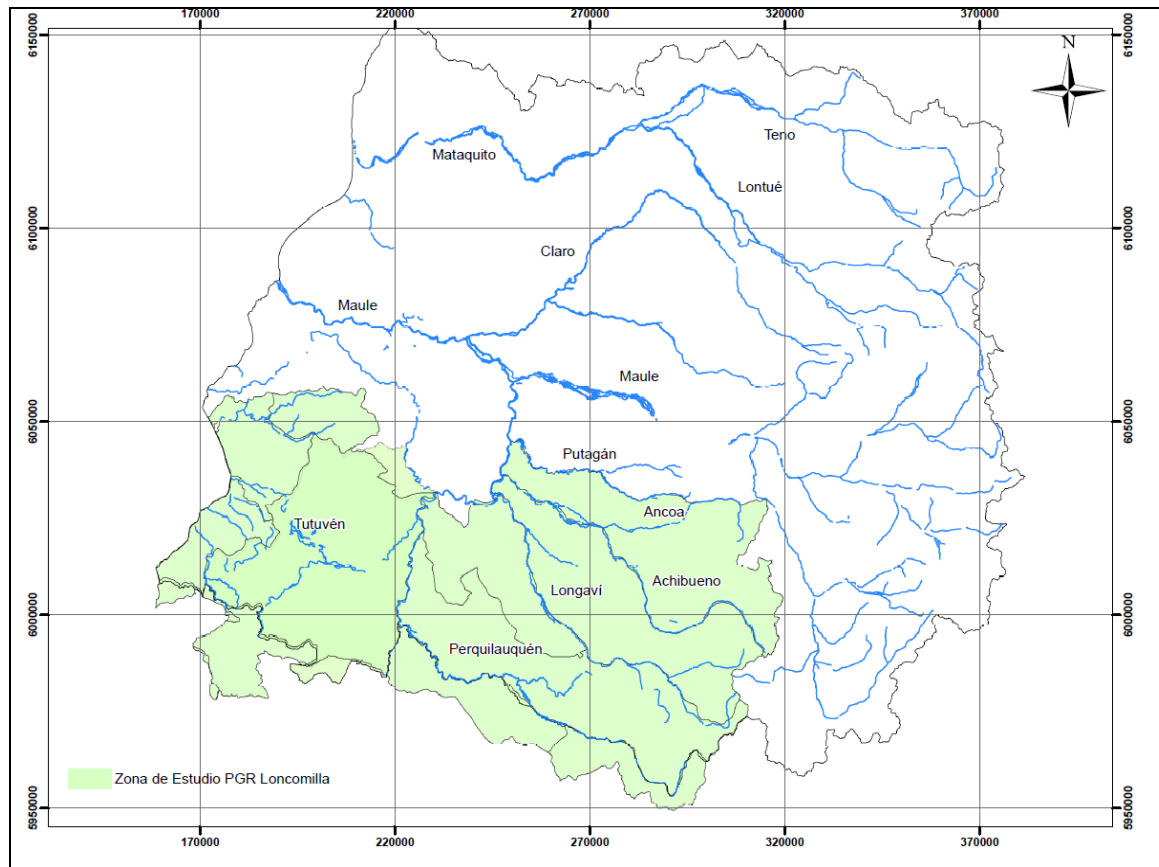 170000 220000 270000 320000 370000
6150000 6150000
N
Teno
Mataquito
Lontué
6100000 6100000
Claro
Maule
Maule
6050000 6050000
Putagán
Ancoa
Tutuvén
Achibueno
Longaví
6000000 6000000
Perquilauquén
Zona de Estudio PGR Loncomilla
5950000 5950000
170000 220000 270000 320000 370000